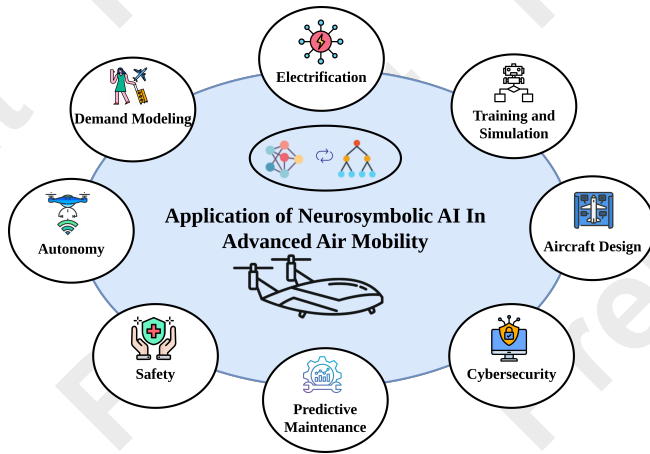 Electrification
Demand Modeling
Training and
Simulation
Application of Neurosymbolic AI In
Advanced Air Mobility
Autonomy
Aircraft Design
Safety
Cybersecurity
Predictive
Maintenance